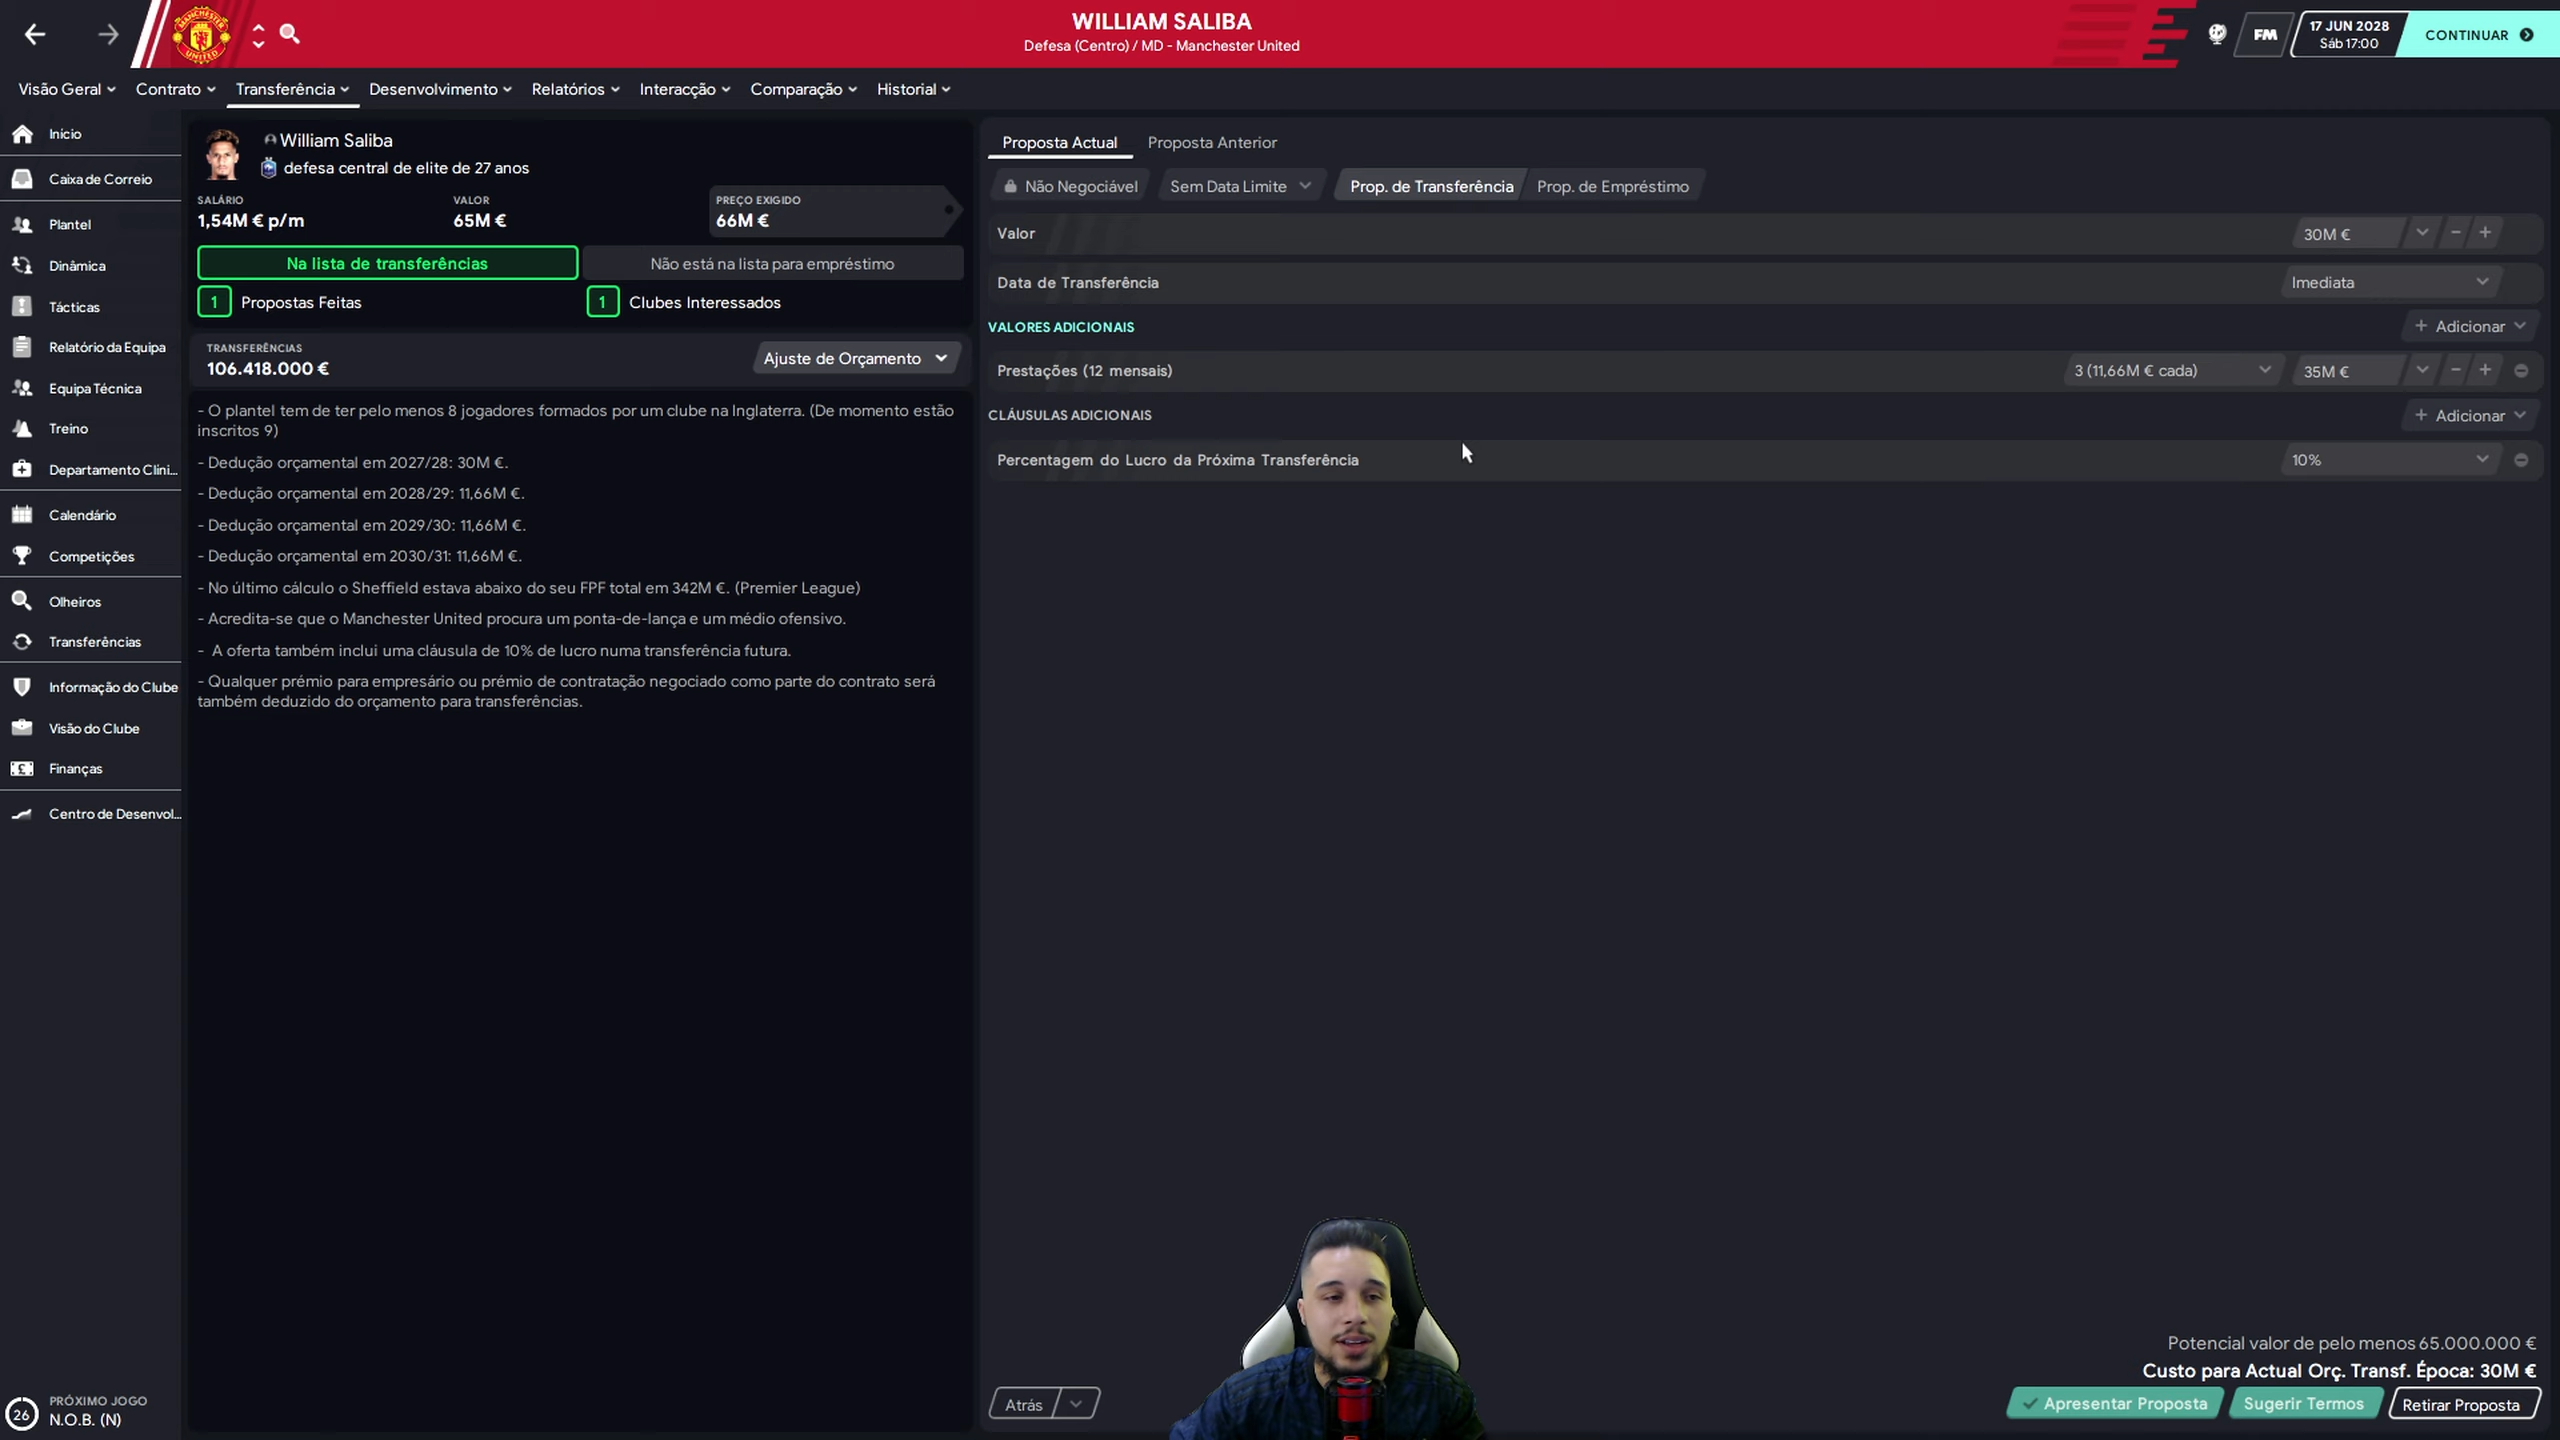 WILLIAM SALIBA
Defesa (Centro) / MD - Manchester United
FM
17 JUN 2028
Sáb 17:00
CONTINUAR
Visão Geral
Contrato
Transferência
Desenvolvimento
Relatórios
Interacção
Comparação
Historial
Início
Caixa de Correio
Plantel
Dinâmica
Tácticas
Relatório da Equipa
Equipa Técnica
Treino
Departamento Clíni...
Calendário
Competições
Olheiros
Transferências
Informação do Clube
Visão do Clube
Finanças
Centro de Desenvol...
26
PRÓXIMO JOGO
N.O.B. (N)
William Saliba
defesa central de elite de 27 anos
SALÁRIO
1,54M € p/m
VALOR
65M €
PREÇO EXIGIDO
66M €
Na lista de transferências
Não está na lista para empréstimo
1 Propostas Feitas
1 Clubes Interessados
TRANSFERÊNCIAS
106.418.000 €
Ajuste de Orçamento
- O plantel tem de ter pelo menos 8 jogadores formados por um clube na Inglaterra. (De momento estão
inscritos 9)
- Dedução orçamental em 2027/28: 30M €.
- Dedução orçamental em 2028/29: 11,66M €.
- Dedução orçamental em 2029/30: 11,66M €.
- Dedução orçamental em 2030/31: 11,66M €.
- No último cálculo o Sheffield estava abaixo do seu FPF total em 342M €. (Premier League)
- Acredita-se que o Manchester United procura um ponta-de-lança e um médio ofensivo.
- A oferta também inclui uma cláusula de 10% de lucro numa transferência futura.
- Qualquer prémio para empresário ou prémio de contratação negociado como parte do contrato será
também deduzido do orçamento para transferências.
Proposta Actual
Proposta Anterior
Não Negociável
Sem Data Limite
Prop. de Transferência
Prop. de Empréstimo
Valor
30M €
Data de Transferência
Imediata
VALORES ADICIONAIS
+ Adicionar
Prestações (12 mensais)
3 (11,66M € cada)
35M €
CLÁUSULAS ADICIONAIS
+ Adicionar
Percentagem do Lucro da Próxima Transferência
10%
Potencial valor de pelo menos 65.000.000 €
Custo para Actual Orç. Transf. Época: 30M €
Atrás
Apresentar Proposta
Sugerir Termos
Retirar Proposta